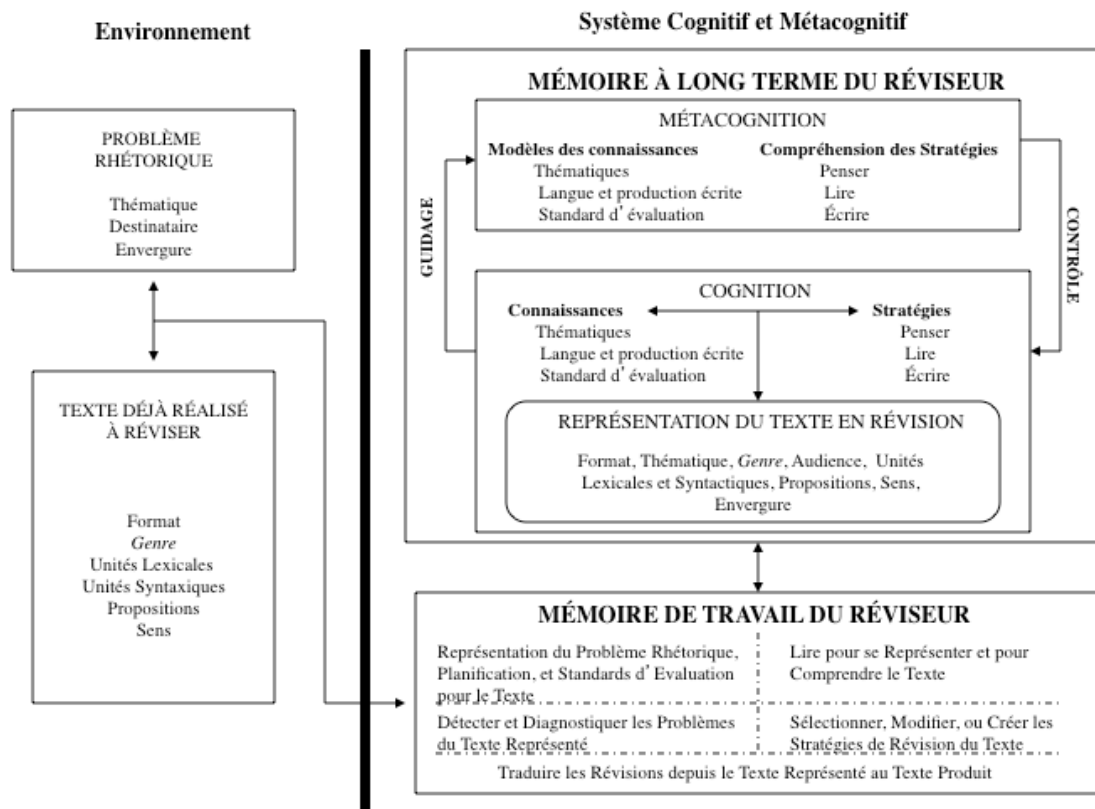 Environnement
Système Cognitif et Métacognitif
PROBLÈME
RHÉTORIQUE
Thématique
Destinataire
Envergure
TEXTE DÉJÀ RÉALISÉ
À RÉVISER
Format
Genre
Unités Lexicales
Unités Syntaxiques
Propositions
Sens
MÉMOIRE À LONG TERME DU RÉVISEUR
MÉTACOGNITION
Modèles des connaissances
Thématiques
Langue et production écrite
Standard d'évaluation
Compréhension des Stratégies
Penser
Lire
Écrire
GUIDAGE
CONTRÔLE
COGNITION
Connaissances
Thématiques
Langue et production écrite
Standard d'évaluation
Stratégies
Penser
Lire
Écrire
REPRÉSENTATION DU TEXTE EN RÉVISION
Format, Thématique, Genre, Audience, Unités
Lexicales et Syntactiques, Propositions, Sens,
Envergure
MÉMOIRE DE TRAVAIL DU RÉVISEUR
Représentation du Problème Rhétorique,
Planification, et Standards d'Evaluation
pour le Texte
Lire pour se Représenter et pour
Comprendre le Texte
Détecter et Diagnostiquer les Problèmes
du Texte Représenté
Sélectionner, Modifier, ou Créer les
Stratégies de Révision du Texte
Traduire les Révisions depuis le Texte Représenté au Texte Produit